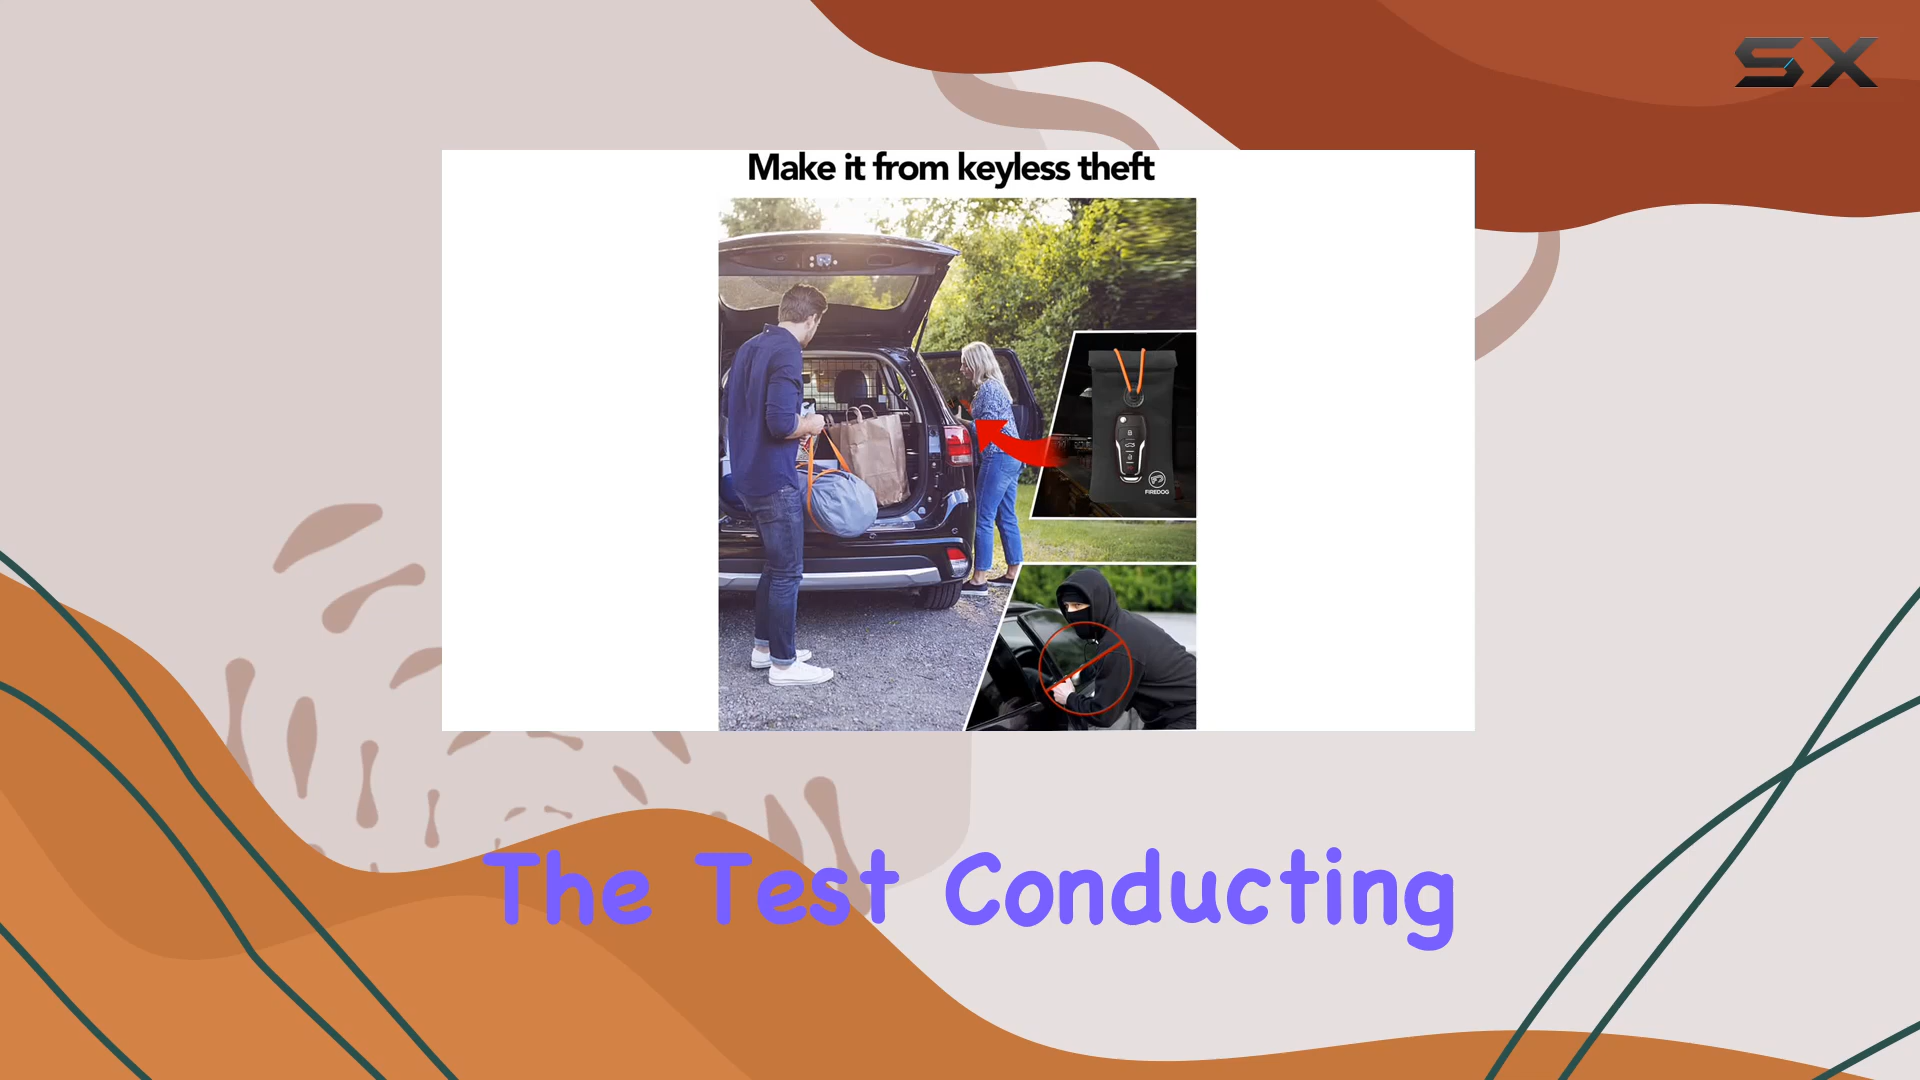 SX
Make it from keyless theft
FIREDOG
The Test Conducting